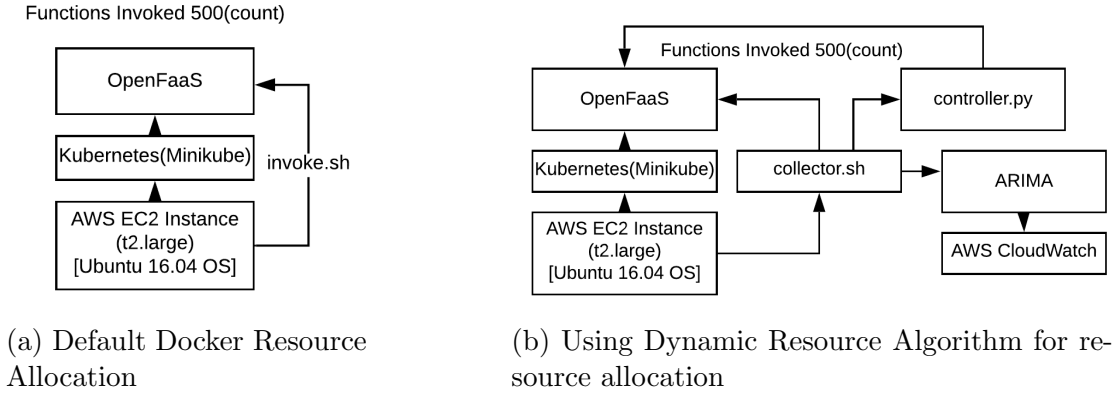 Functions Invoked 500(count)
OpenFaaS
Kubernetes(Minikube)
invoke.sh
AWS EC2 Instance
(t2.large)
[Ubuntu 16.04 OS]
(a) Default Docker Resource
Allocation
Functions Invoked 500(count)
OpenFaaS
controller.py
Kubernetes(Minikube)
collector.sh
ARIMA
AWS EC2 Instance
(t2.large)
[Ubuntu 16.04 OS]
AWS CloudWatch
(b) Using Dynamic Resource Algorithm for re-
source allocation